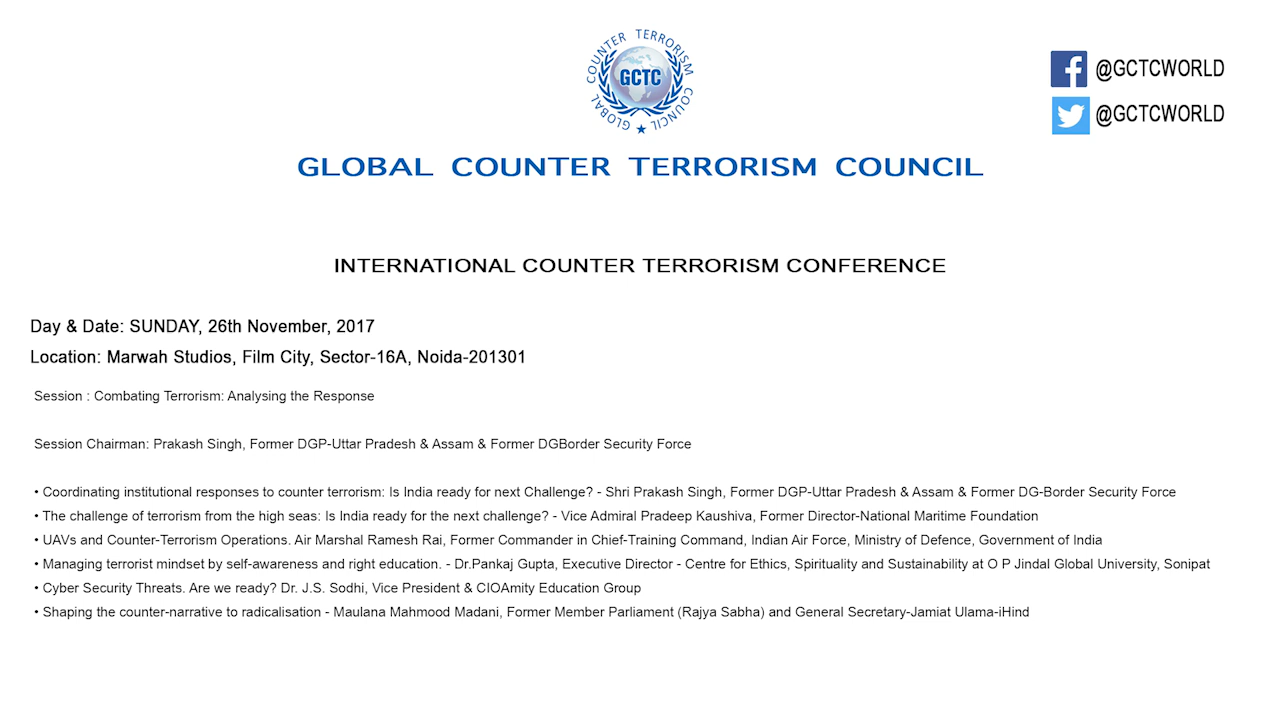 GLOBAL COUNTER TERRORISM COUNCIL
GCTC
@GCTCWORLD
@GCTCWORLD
GLOBAL COUNTER TERRORISM COUNCIL
INTERNATIONAL COUNTER TERRORISM CONFERENCE
Day & Date: SUNDAY, 26th November, 2017
Location: Marwah Studios, Film City, Sector-16A, Noida-201301
Session : Combating Terrorism: Analysing the Response
Session Chairman: Prakash Singh, Former DGP-Uttar Pradesh & Assam & Former DGBorder Security Force
• Coordinating institutional responses to counter terrorism: Is India ready for next Challenge? - Shri Prakash Singh, Former DGP-Uttar Pradesh & Assam & Former DG-Border Security Force
• The challenge of terrorism from the high seas: Is India ready for the next challenge? - Vice Admiral Pradeep Kaushiva, Former Director-National Maritime Foundation
• UAVs and Counter-Terrorism Operations. Air Marshal Ramesh Rai, Former Commander in Chief-Training Command, Indian Air Force, Ministry of Defence, Government of India
• Managing terrorist mindset by self-awareness and right education. - Dr.Pankaj Gupta, Executive Director - Centre for Ethics, Spirituality and Sustainability at O P Jindal Global University, Sonipat
• Cyber Security Threats. Are we ready? Dr. J.S. Sodhi, Vice President & CIOAmity Education Group
• Shaping the counter-narrative to radicalisation - Maulana Mahmood Madani, Former Member Parliament (Rajya Sabha) and General Secretary-Jamiat Ulama-iHind